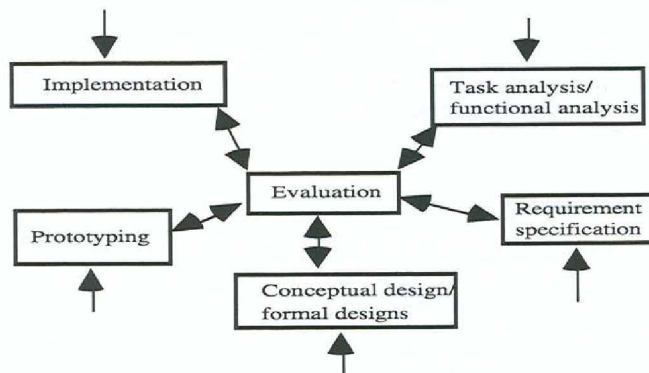 Implementation
Task analysis/
functional analysis
Evaluation
Prototyping
Requirement
specification
Conceptual design/
formal designs